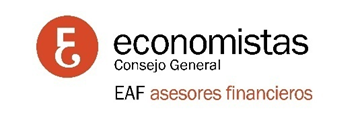 economistas
Consejo General
EAF asesores financieros